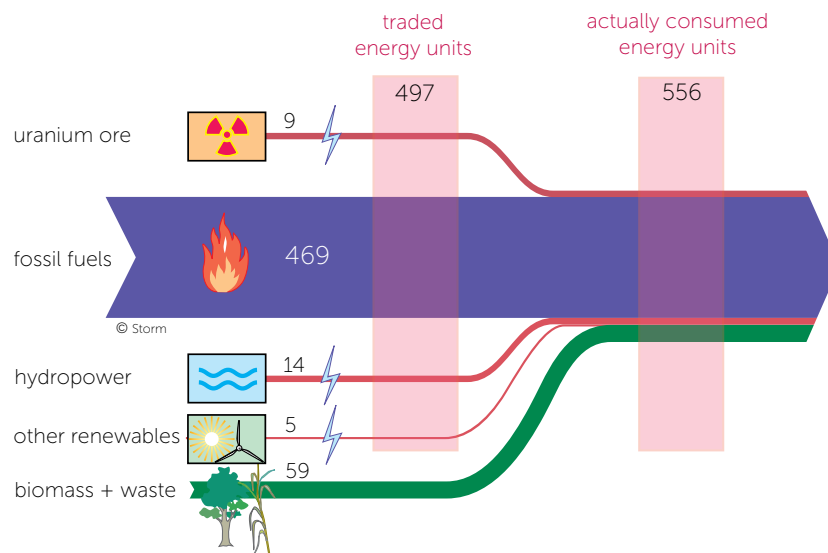 traded
energy units
actually consumed
energy units
497
556
uranium ore
9
fossil fuels
469
© Storm
hydropower
14
other renewables
5
biomass + waste
59